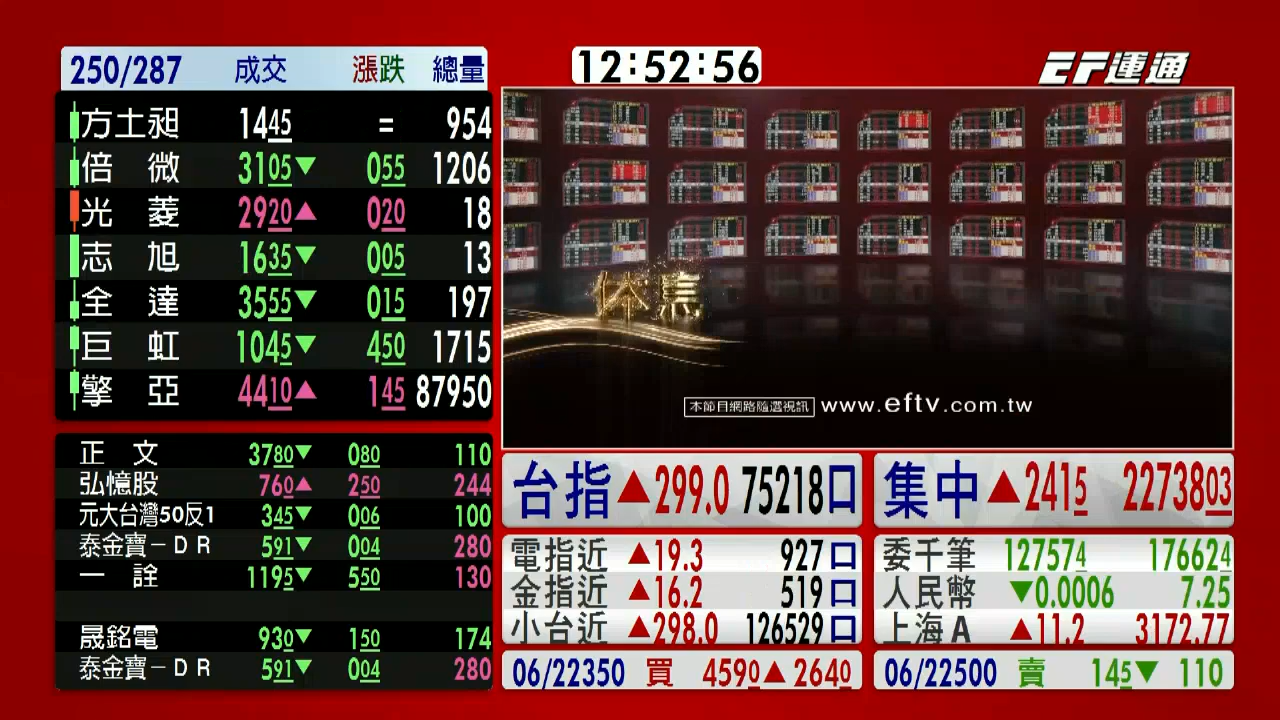 250/287 成交 漲跌 總量
方土昶 1445 = 954
倍微 3105▼ 055 1206
光菱 2920▲ 020 18
志旭 1635▼ 005 13
全達 3555▼ 015 197
巨虹 1045▼ 450 1715
擎亞 4410▲ 145 87950
正文 3780▼ 080 110
弘憶股 760▲ 250 244
元大台灣50反1 345▼ 006 100
泰金寶－DR 591▼ 004 280
一詮 1195▼ 550 130
晟銘電 930▼ 150 174
泰金寶－DR 591▼ 004 280
12:52:56
EF運通
本節目網路隨選視訊 www.eftv.com.tw
台指▲299.0 75218口
電指近 ▲19.3 927口
金指近 ▲16.2 519口
小台近 ▲298.0 126529口
06/22350 買 4590▲2640
集中▲2415 2273803
委千筆 127574 176624
人民幣 ▼0.0006 7.25
上海A ▲11.2 3172.77
06/22500 賣 145▼ 110